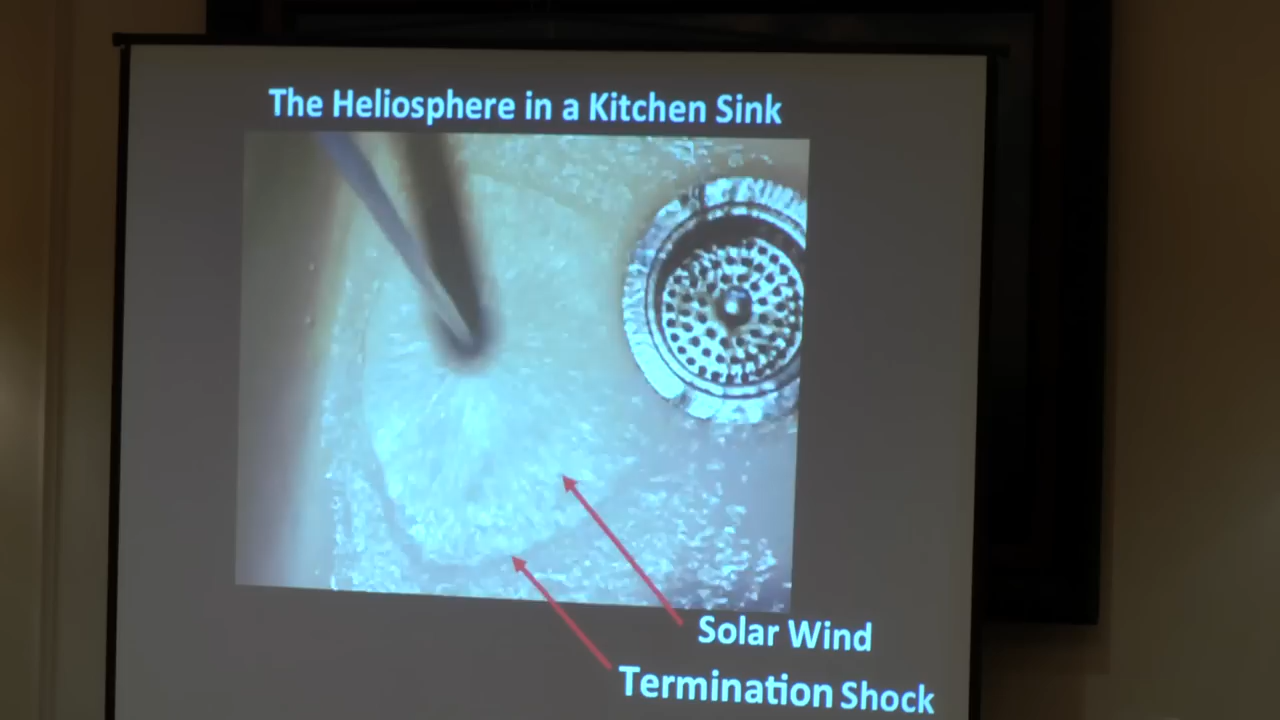 The Heliosphere in a Kitchen Sink
Solar Wind
Termination Shock